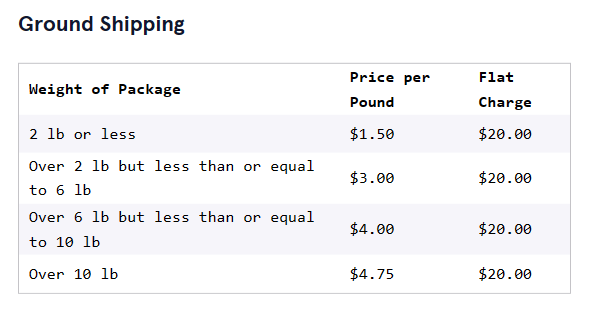 Ground Shipping
Weight of Package Price per Pound Flat Charge
2 lb or less $1.50 $20.00
Over 2 lb but less than or equal to 6 lb $3.00 $20.00
Over 6 lb but less than or equal to 10 lb $4.00 $20.00
Over 10 lb $4.75 $20.00